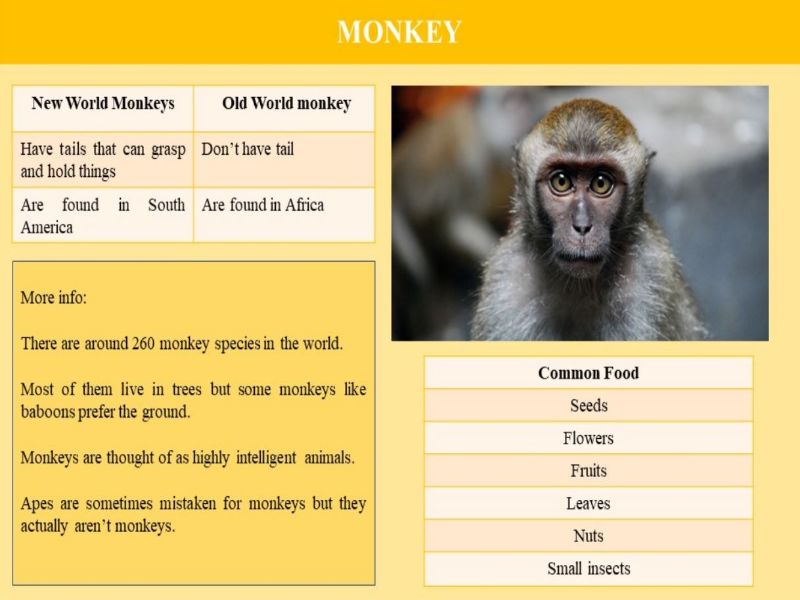 MONKEY
New World Monkeys
Old World monkey
Have tails that can grasp
and hold things
Don't have tail
Are found in South
America
Are found in Africa
More info:
There are around 260 monkey species in the world.
Most of them live in trees but some monkeys like
baboons prefer the ground.
Monkeys are thought of as highly intelligent animals.
Apes are sometimes mistaken for monkeys but they
actually aren't monkeys.
Common Food
Seeds
Flowers
Fruits
Leaves
Nuts
Small insects